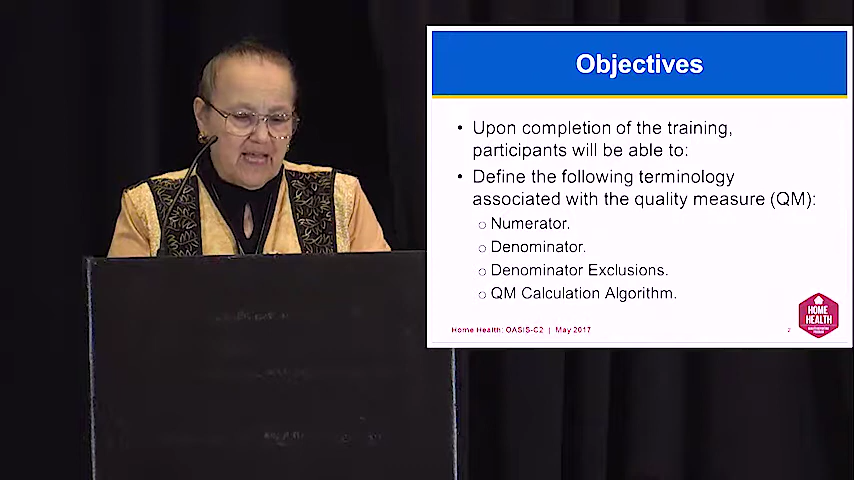 Objectives
• Upon completion of the training,
participants will be able to:
• Define the following terminology
associated with the quality measure (QM):
○ Numerator.
○ Denominator.
○ Denominator Exclusions.
○ QM Calculation Algorithm.
Home Health: OASIS-C2 | May 2017
2
HOME
HEALTH